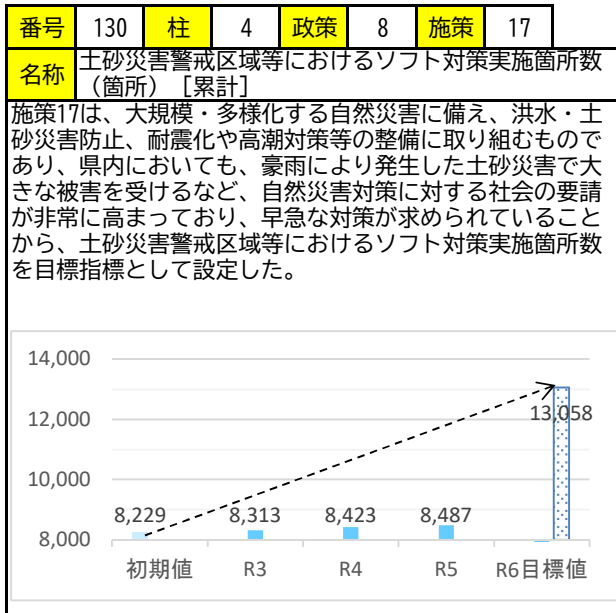 番号 130 柱 4 政策 8 施策 17
名称 土砂災害警戒区域等におけるソフト対策実施箇所数
（箇所）［累計］
施策17は、大規模・多様化する自然災害に備え、洪水・土
砂災害防止、耐震化や高潮対策等の整備に取り組むもので
あり、県内においても、豪雨により発生した土砂災害で大
きな被害を受けるなど、自然災害対策に対する社会の要請
が非常に高まっており、早急な対策が求められていること
から、土砂災害警戒区域等におけるソフト対策実施箇所数
を目標指標として設定した。
14,000
12,000
10,000
8,000
8,229 8,313 8,423 8,487 13,058
初期値 R3 R4 R5 R6目標値